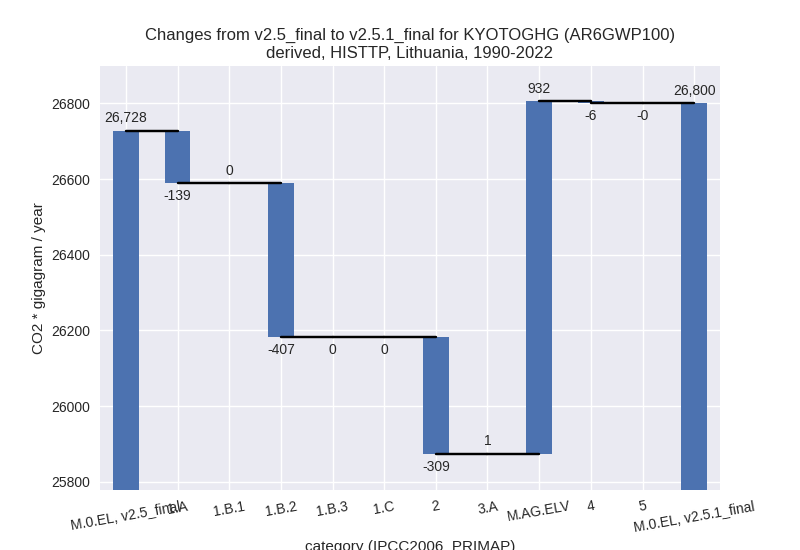 Changes from v2.5_final to v2.5.1_final for KYOTOGHG (AR6GWP100)
derived, HISTTP, Lithuania, 1990-2022
CO2 * gigagram / year
26800
26600
26400
26200
26000
25800
26,728
-139
0
-407
0
0
-309
1
932
-6
-0
26,800
M.0.EL, v2.5_final
1.A
1.B.1
1.B.2
1.B.3
1.C
2
3.A
M.AG.ELV
4
5
M.0.EL, v2.5.1_final
category (IPCC2006_PRIMAP)